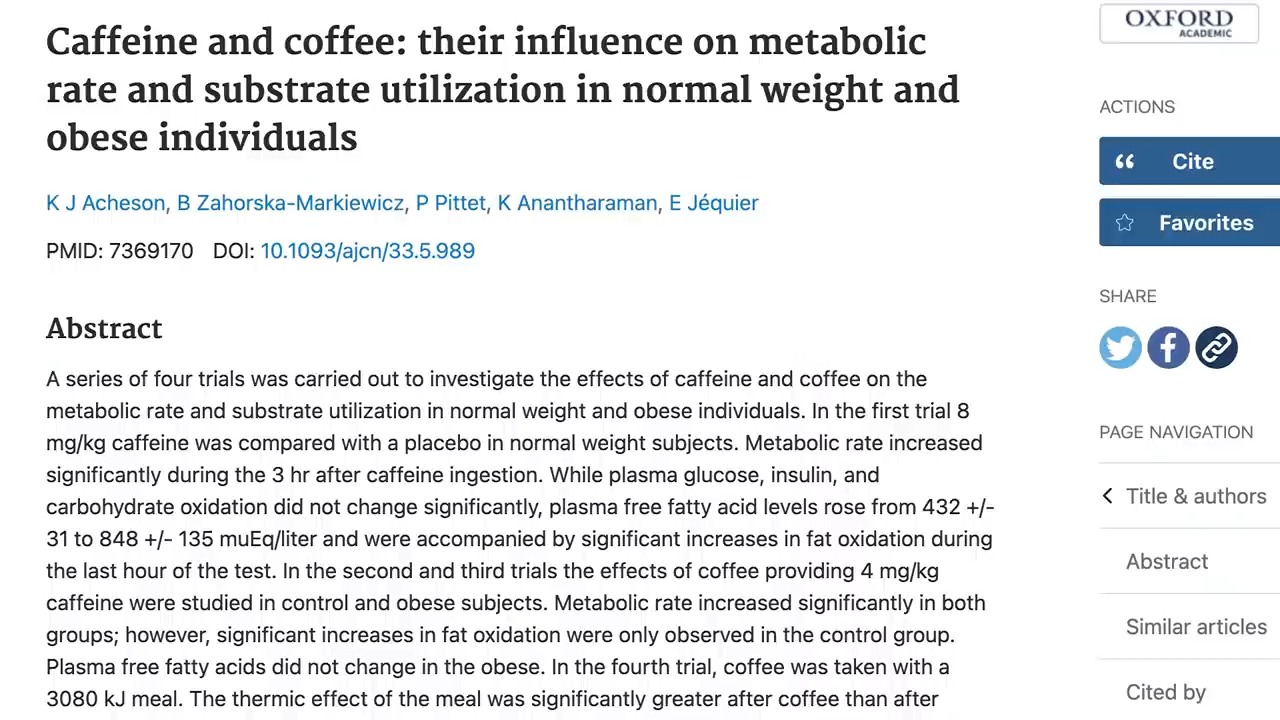 Caffeine and coffee: their influence on metabolic
rate and substrate utilization in normal weight and
obese individuals
K J Acheson, B Zahorska-Markiewicz, P Pittet, K Anantharaman, E Jéquier
PMID: 7369170 DOI: 10.1093/ajcn/33.5.989
Abstract
A series of four trials was carried out to investigate the effects of caffeine and coffee on the
metabolic rate and substrate utilization in normal weight and obese individuals. In the first trial 8
mg/kg caffeine was compared with a placebo in normal weight subjects. Metabolic rate increased
significantly during the 3 hr after caffeine ingestion. While plasma glucose, insulin, and
carbohydrate oxidation did not change significantly, plasma free fatty acid levels rose from 432 +/-
31 to 848 +/- 135 muEq/liter and were accompanied by significant increases in fat oxidation during
the last hour of the test. In the second and third trials the effects of coffee providing 4 mg/kg
caffeine were studied in control and obese subjects. Metabolic rate increased significantly in both
groups; however, significant increases in fat oxidation were only observed in the control group.
Plasma free fatty acids did not change in the obese. In the fourth trial, coffee was taken with a
3080 kJ meal. The thermic effect of the meal was significantly greater after coffee than after
OXFORD
ACADEMIC
ACTIONS
Cite
Favorites
SHARE
PAGE NAVIGATION
Title & authors
Abstract
Similar articles
Cited by